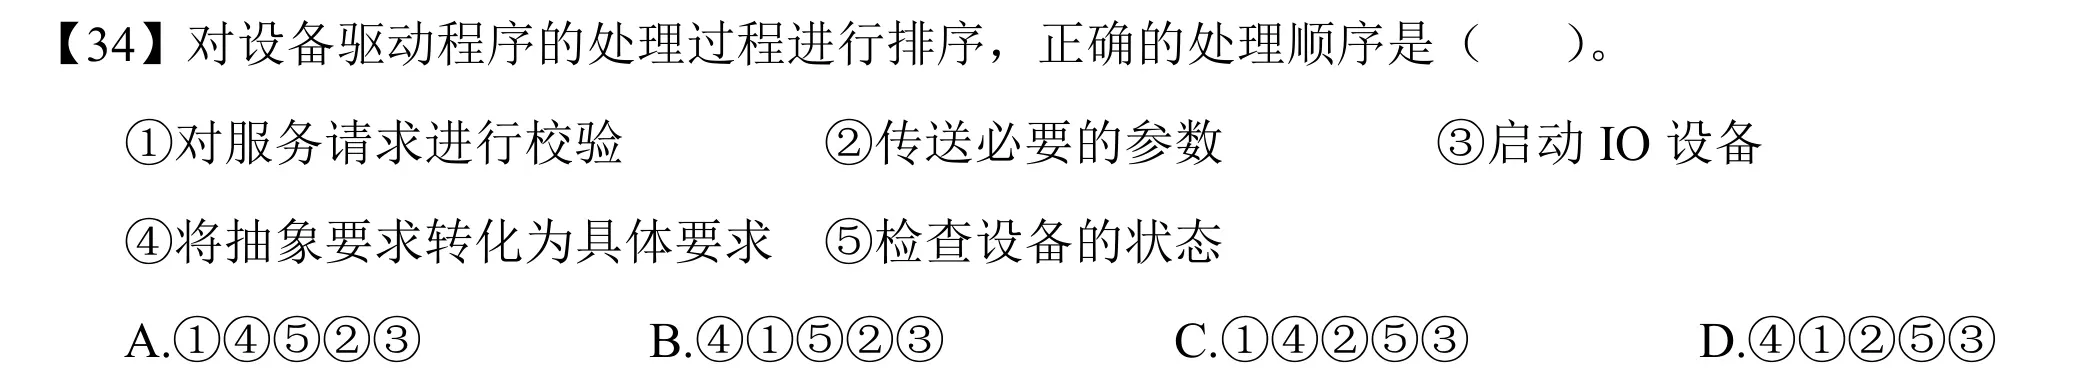 【34】对设备驱动程序的处理过程进行排序，正确的处理顺序是（　　）。
①对服务请求进行校验　②传送必要的参数　③启动 IO 设备
④将抽象要求转化为具体要求　⑤检查设备的状态
A.①④⑤②③　B.④①⑤②③　C.①④②⑤③　D.④①②⑤③